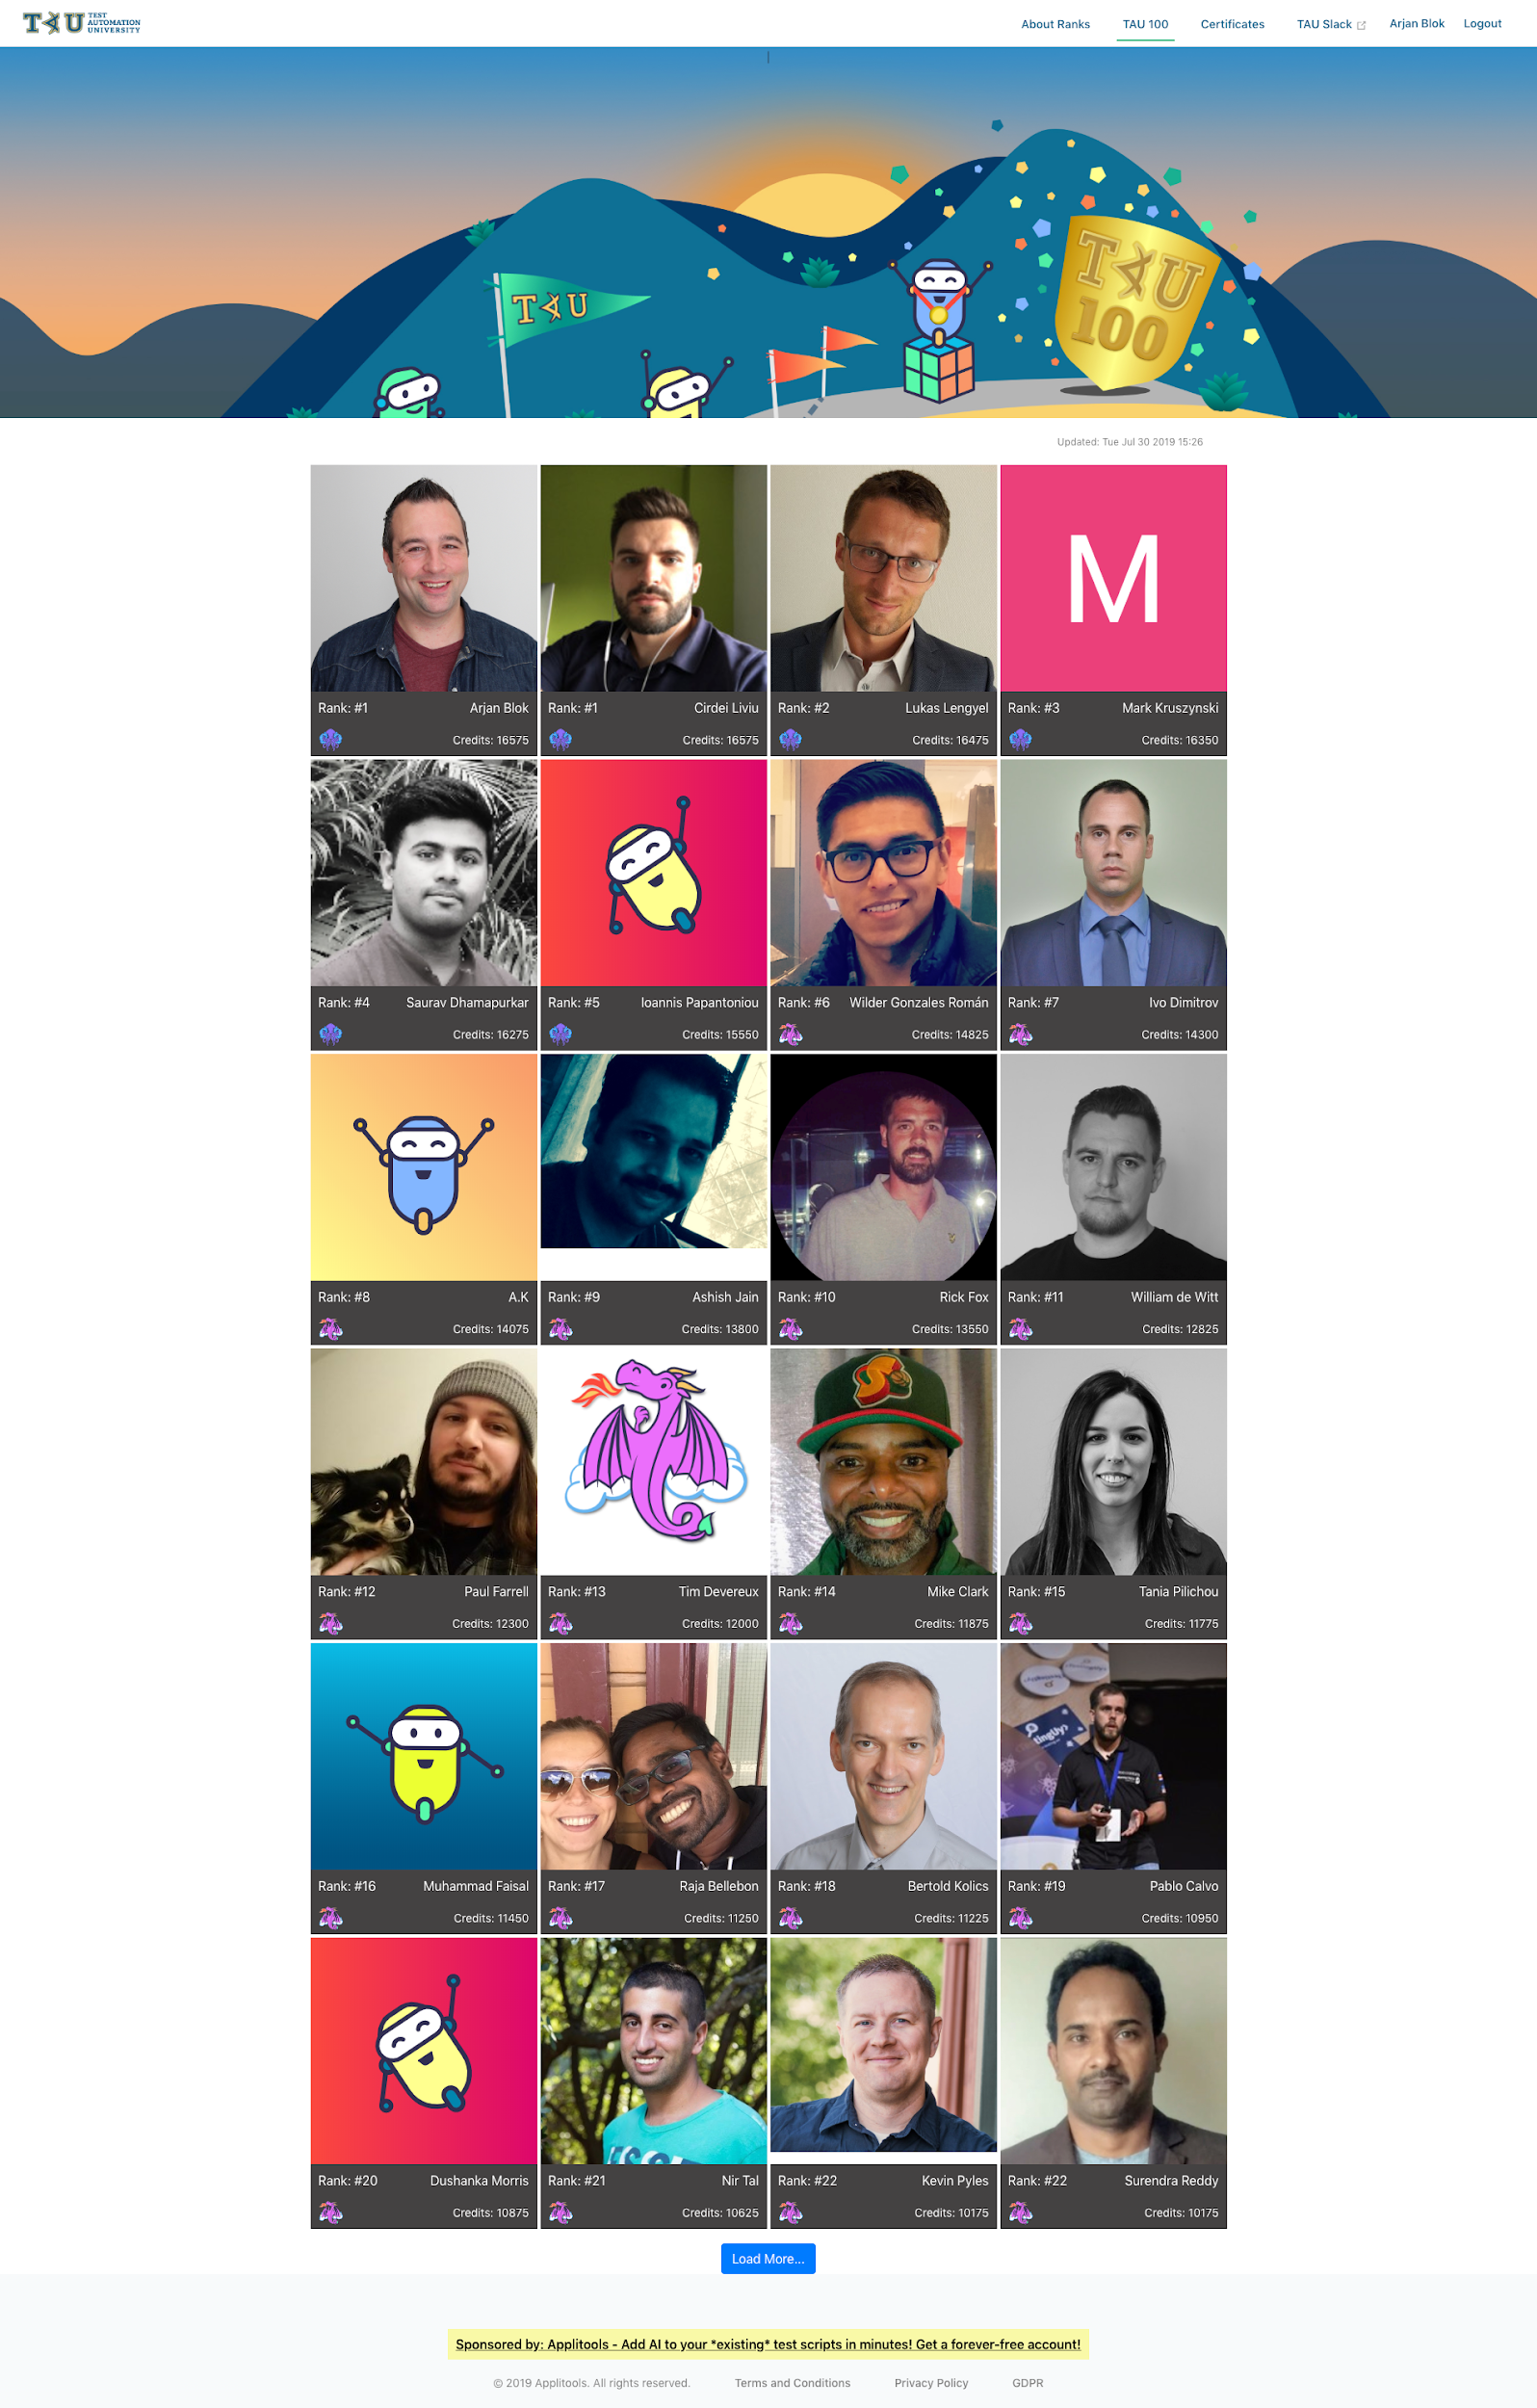 TAU TEST AUTOMATION UNIVERSITY
About Ranks TAU 100 Certificates TAU Slack Arjan Blok Logout
TAU
TAU
100
Updated: Tue Jul 30 2019 15:26
M
Rank: #1 Arjan Blok
Credits: 16575
Rank: #1 Cirdei Liviu
Credits: 16575
Rank: #2 Lukas Lengyel
Credits: 16475
Rank: #3 Mark Kruszynski
Credits: 16350
Rank: #4 Saurav Dhamapurkar
Credits: 16275
Rank: #5 Ioannis Papantoniou
Credits: 15550
Rank: #6 Wilder Gonzales Román
Credits: 14825
Rank: #7 Ivo Dimitrov
Credits: 14300
Rank: #8 A.K
Credits: 14075
Rank: #9 Ashish Jain
Credits: 13800
Rank: #10 Rick Fox
Credits: 13550
Rank: #11 William de Witt
Credits: 12825
Rank: #12 Paul Farrell
Credits: 12300
Rank: #13 Tim Devereux
Credits: 12000
S
Rank: #14 Mike Clark
Credits: 11875
Rank: #15 Tania Pilichou
Credits: 11775
Rank: #16 Muhammad Faisal
Credits: 11450
Rank: #17 Raja Bellebon
Credits: 11250
Rank: #18 Bertold Kolics
Credits: 11225
Rank: #19 Pablo Calvo
Credits: 10950
Rank: #20 Dushanka Morris
Credits: 10875
Rank: #21 Nir Tal
Credits: 10625
Rank: #22 Kevin Pyles
Credits: 10175
Rank: #22 Surendra Reddy
Credits: 10175
Load More...
Sponsored by: Applitools - Add AI to your *existing* test scripts in minutes! Get a forever-free account!
© 2019 Applitools. All rights reserved. Terms and Conditions Privacy Policy GDPR